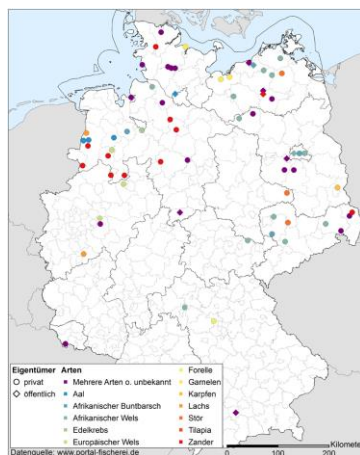 Eigentümer Arten
privat
öffentlich
Mehrere Arten o. unbekannt
Aal
Afrikanischer Buntbarsch
Afrikanischer Wels
Edelkrebs
Europäischer Wels
Forelle
Garnelen
Karpfen
Lachs
Stör
Tilapia
Zander
Kilomete
0 50 100 200
Datenquelle: www.portal-fischerei.de